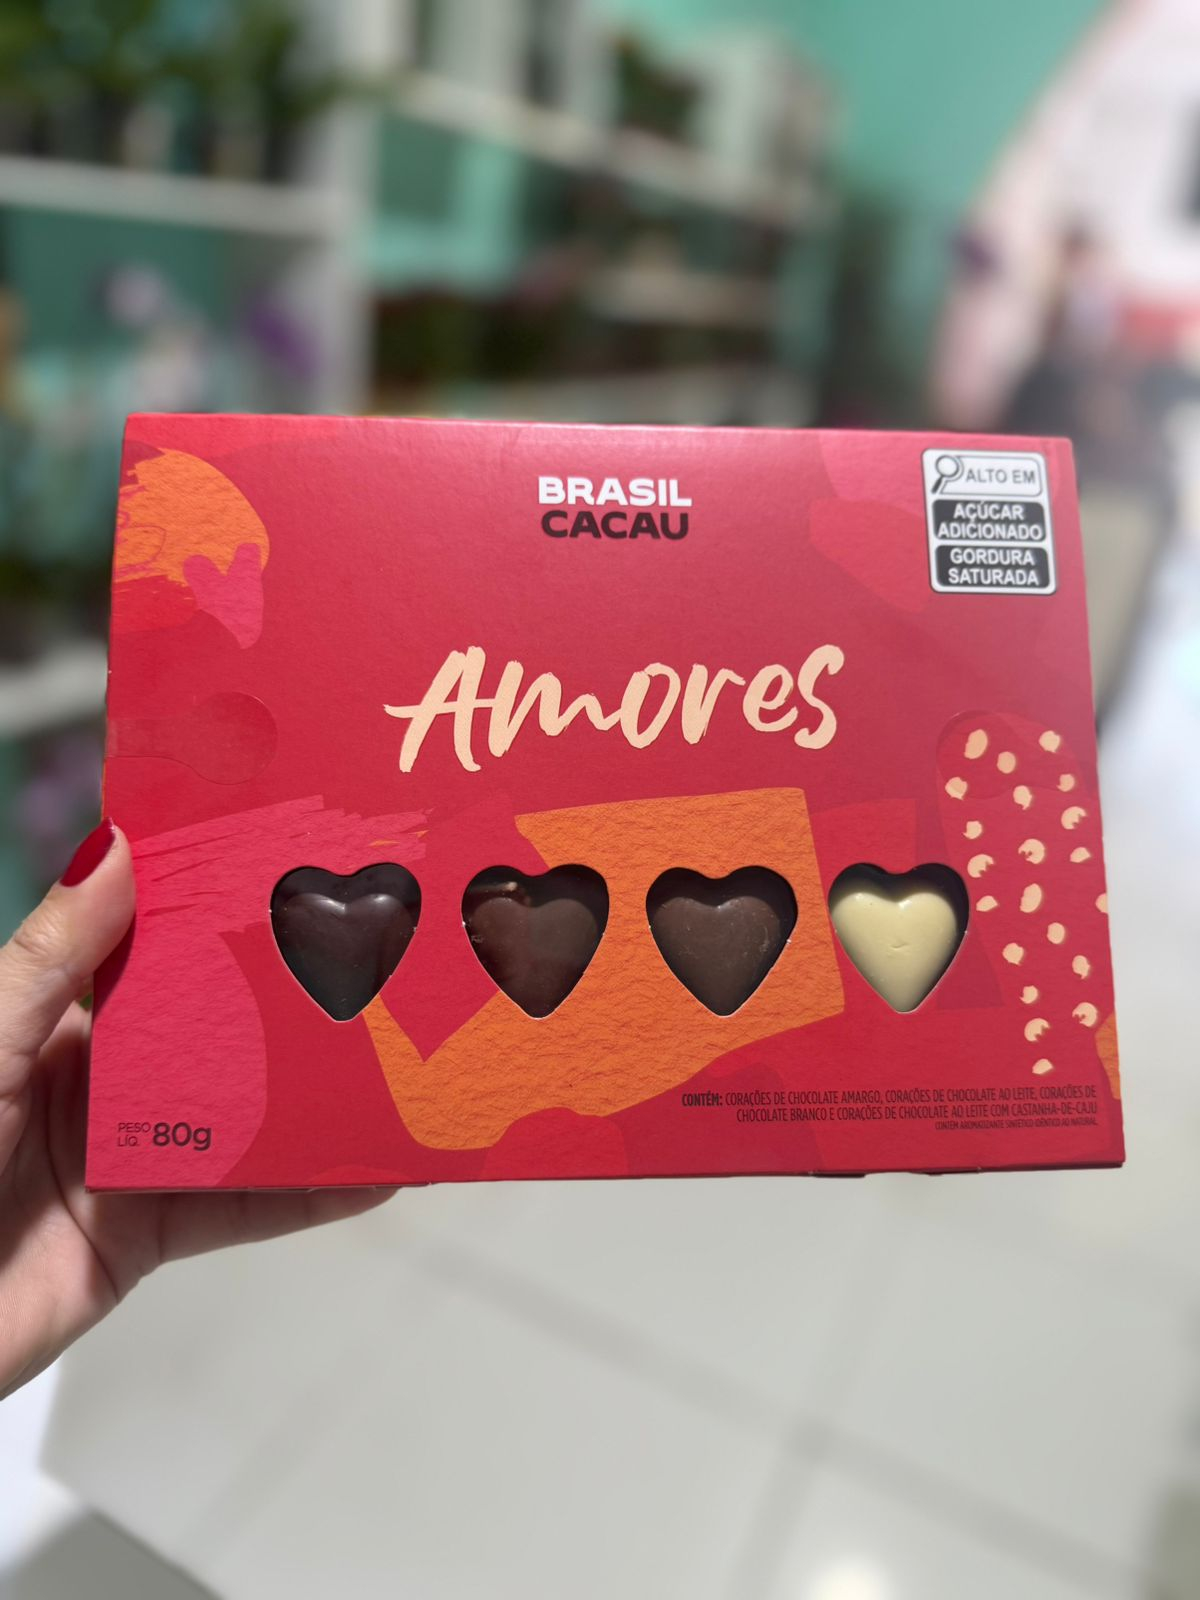 BRASIL
CACAU
ALTO EM
AÇÚCAR
ADICIONADO
GORDURA
SATURADA
Amores
PESO
LÍQ. 80g
CONTÉM: CORAÇÕES DE CHOCOLATE AMARGO, CORAÇÕES DE CHOCOLATE AO LEITE, CORAÇÕES DE
CHOCOLATE BRANCO E CORAÇÕES DE CHOCOLATE AO LEITE COM CASTANHA-DE-CAJU
CONTÉM AROMATIZANTE SINTÉTICO IDÊNTICO AO NATURAL.